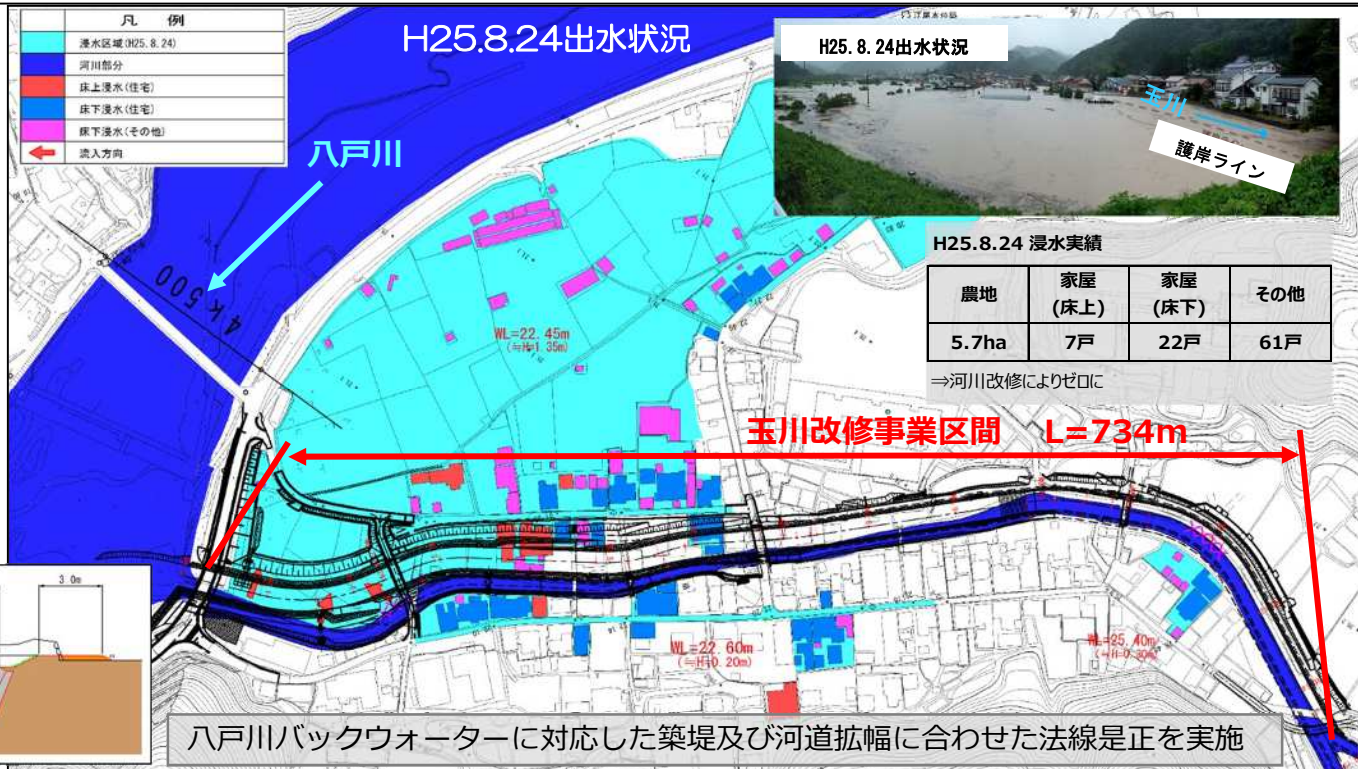 凡　例
浸水区域(H25.8.24)
河川部分
床上浸水(住宅)
床下浸水(住宅)
床下浸水(その他)
流入方向
H25.8.24出水状況
H25.8.24出水状況
玉川
護岸ライン
八戸川
4k500
H25.8.24 浸水実績
農地 家屋(床上) 家屋(床下) その他
5.7ha 7戸 22戸 61戸
⇒河川改修によりゼロに
WL=22.45m
(≒H=1.35m)
玉川改修事業区間 L=734m
3.0m
WL=22.60m
(≒H=0.20m)
WL=25.40m
(≒H=0.30m)
八戸川バックウォーターに対応した築堤及び河道拡幅に合わせた法線是正を実施